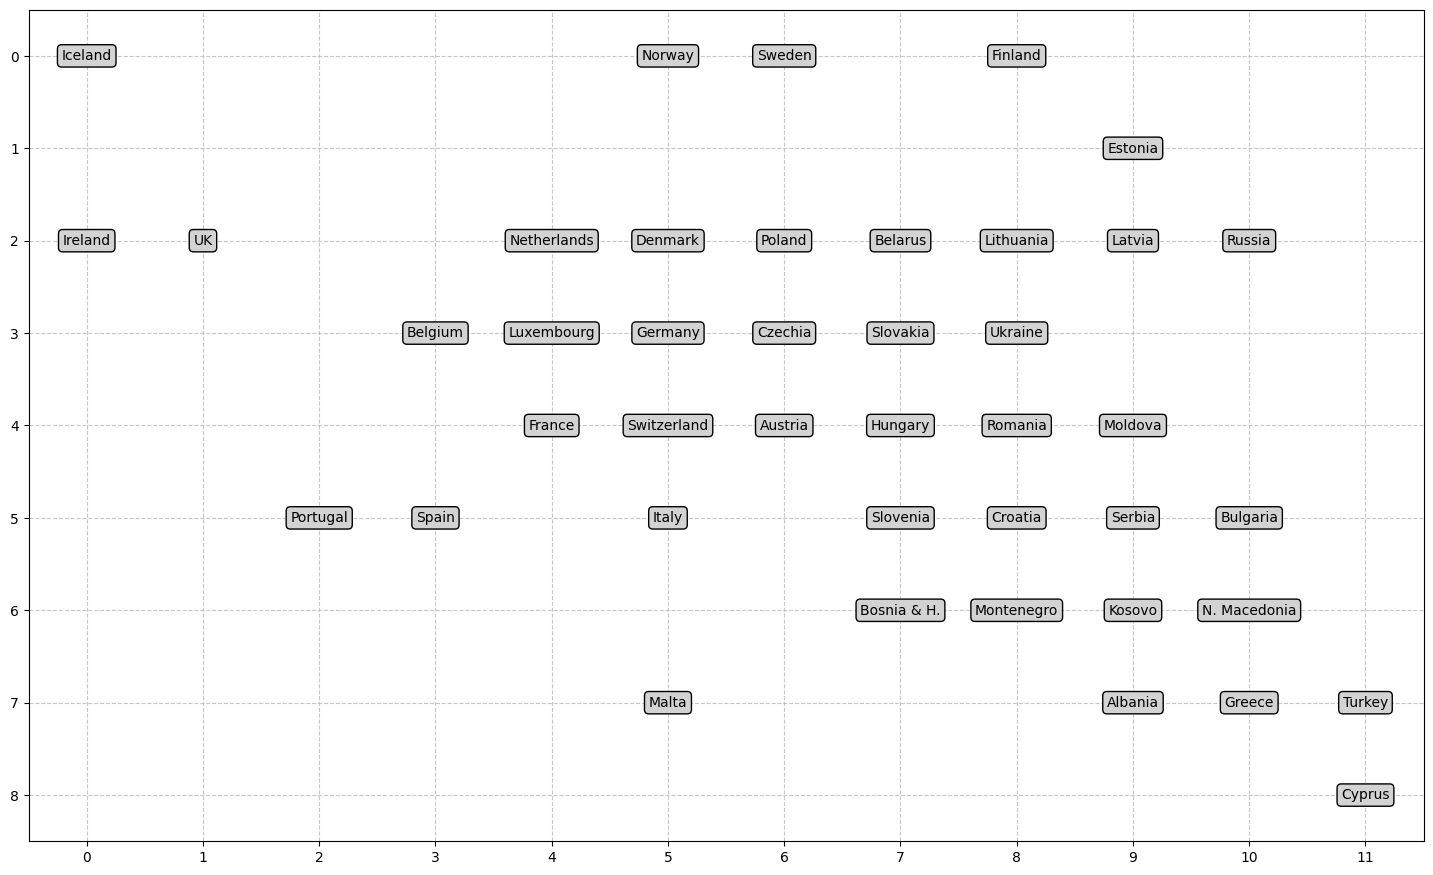 0 Iceland Norway Sweden Finland
1 Estonia
2 Ireland UK Netherlands Denmark Poland Belarus Lithuania Latvia Russia
3 Belgium Luxembourg Germany Czechia Slovakia Ukraine
4 France Switzerland Austria Hungary Romania Moldova
5 Portugal Spain Italy Slovenia Croatia Serbia Bulgaria
6 Bosnia & H. Montenegro Kosovo N. Macedonia
7 Malta Albania Greece Turkey
8 Cyprus
0 1 2 3 4 5 6 7 8 9 10 11